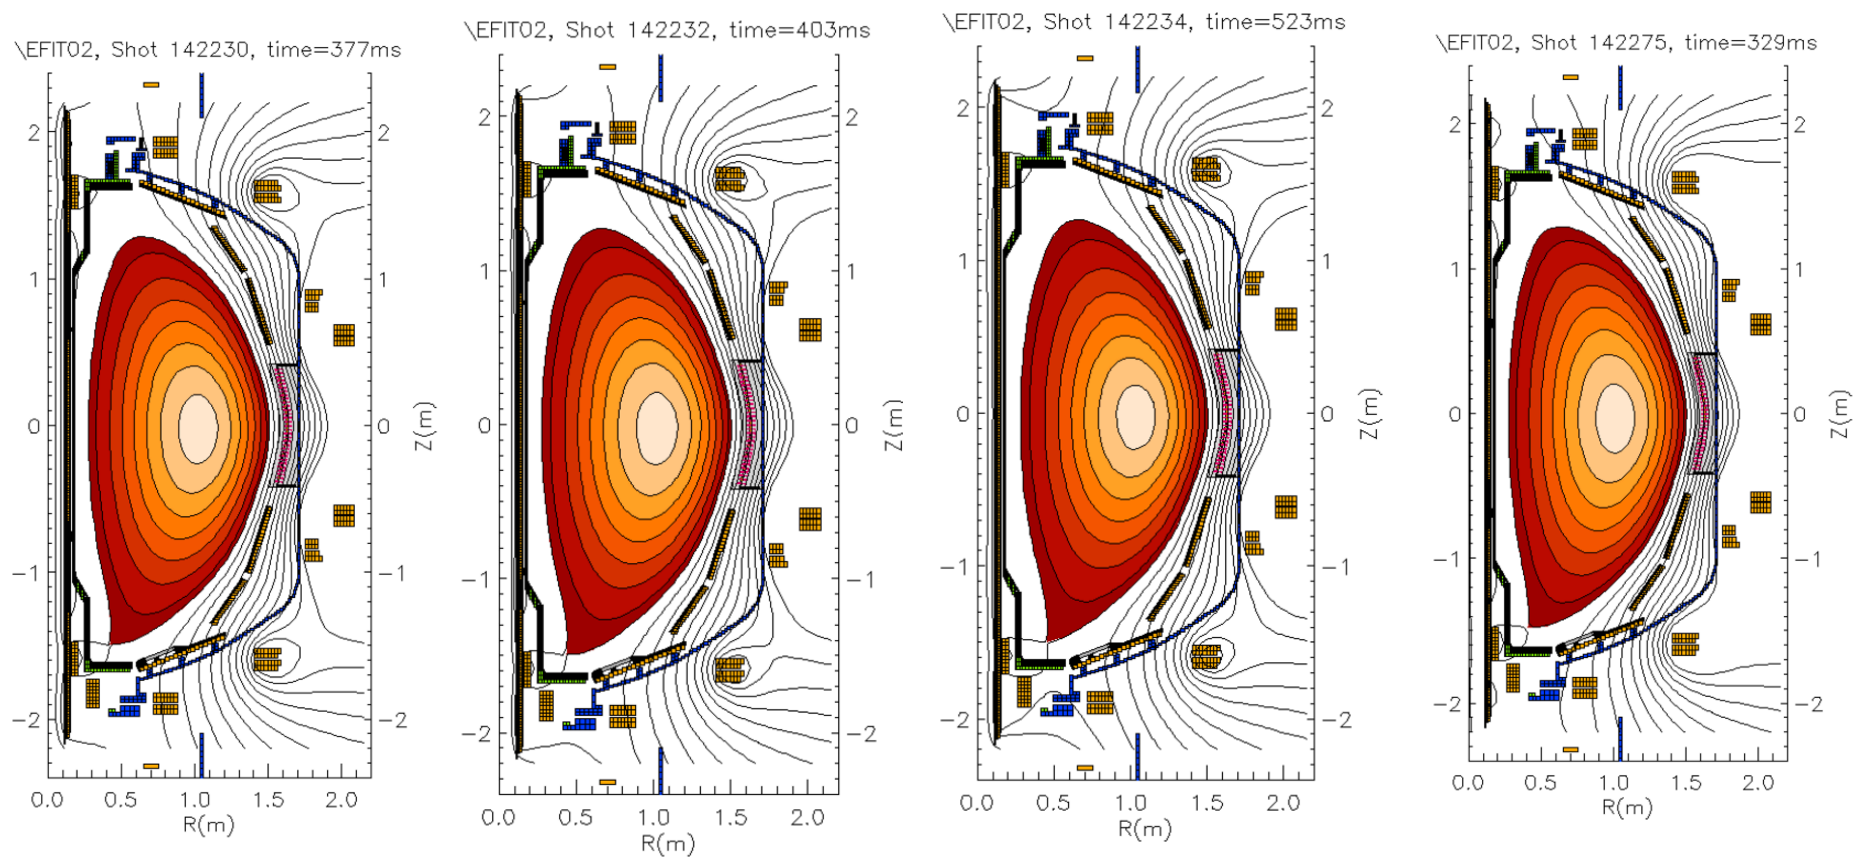 \EFIT02, Shot 142230, time=377ms
2
1
0
−1
−2
2
1
0
−1
−2
Z(m)
0.0 0.5 1.0 1.5 2.0
R(m)
\EFIT02, Shot 142232, time=403ms
2
1
0
−1
−2
2
1
0
−1
−2
Z(m)
0.0 0.5 1.0 1.5 2.0
R(m)
\EFIT02, Shot 142234, time=523ms
2
1
0
−1
−2
2
1
0
−1
−2
Z(m)
0.0 0.5 1.0 1.5 2.0
R(m)
\EFIT02, Shot 142275, time=329ms
2
1
0
−1
−2
2
1
0
−1
−2
Z(m)
0.0 0.5 1.0 1.5 2.0
R(m)